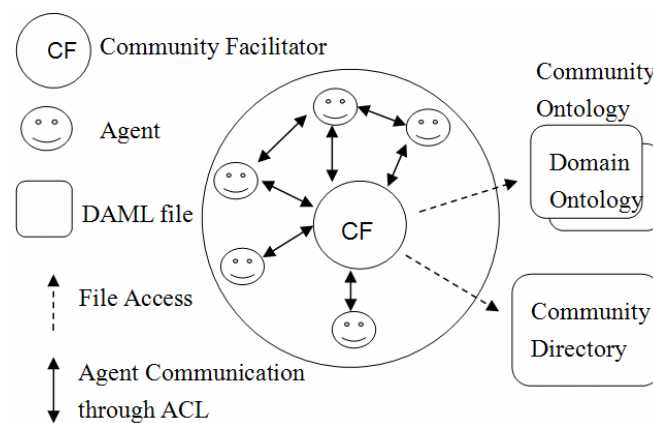 CF
Community Facilitator
Agent
DAML file
File Access
Agent Communication
through ACL
CF
Community
Ontology
Domain
Ontology
Community
Directory